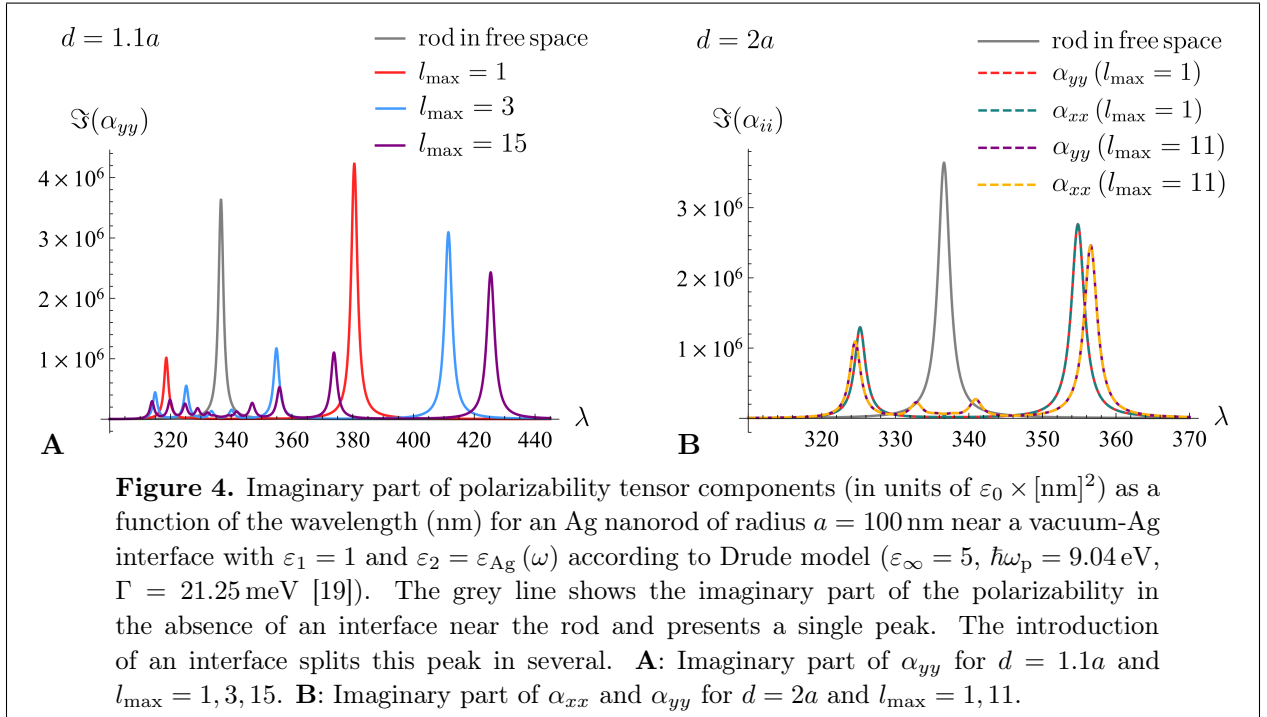 d = 1.1a
rod in free space
l_max = 1
l_max = 3
l_max = 15
ℑ(α_yy)
4 × 10^6
3 × 10^6
2 × 10^6
1 × 10^6
320 340 360 380 400 420 440 λ
A
d = 2a
rod in free space
α_yy (l_max = 1)
α_xx (l_max = 1)
α_yy (l_max = 11)
α_xx (l_max = 11)
ℑ(α_ii)
3 × 10^6
2 × 10^6
1 × 10^6
320 330 340 350 360 370 λ
B
Figure 4. Imaginary part of polarizability tensor components (in units of ε_0 × [nm]^2) as a
function of the wavelength (nm) for an Ag nanorod of radius a = 100 nm near a vacuum-Ag
interface with ε_1 = 1 and ε_2 = ε_Ag (ω) according to Drude model (ε_∞ = 5, ℏω_p = 9.04 eV,
Γ = 21.25 meV [19]). The grey line shows the imaginary part of the polarizability in
the absence of an interface near the rod and presents a single peak. The introduction
of an interface splits this peak in several. A: Imaginary part of α_yy for d = 1.1a and
l_max = 1, 3, 15. B: Imaginary part of α_xx and α_yy for d = 2a and l_max = 1, 11.